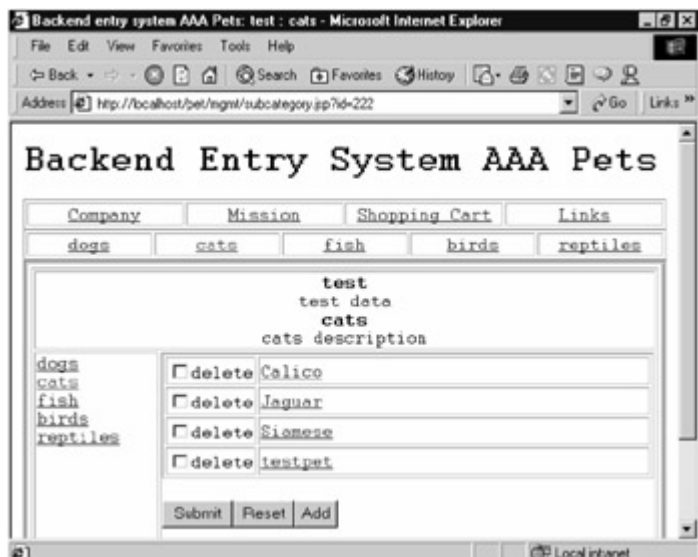 Backend entry system AAA Pets: test : cats - Microsoft Internet Explorer
File Edit View Favorites Tools Help
Back Search Favorites History
Address http://localhost/pet/mgmt/subcategory.jsp?id=222 Go Links »
Backend Entry System AAA Pets
Company Mission Shopping Cart Links
dogs cats fish birds reptiles
test
test data
cats
cats description
dogs
cats
fish
birds
reptiles
delete Calico
delete Jaguar
delete Siamese
delete testpet
Submit Reset Add
Local intranet